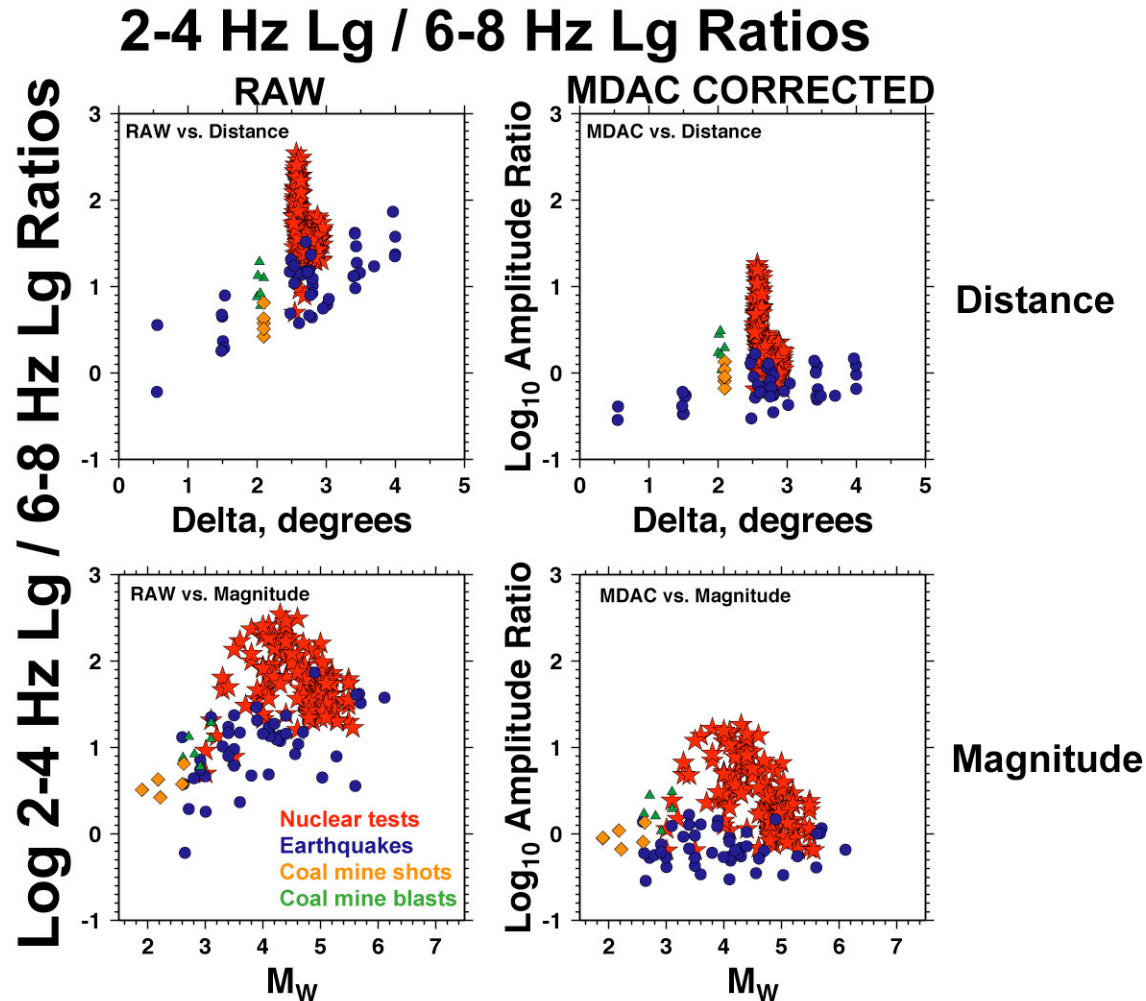 2-4 Hz Lg / 6-8 Hz Lg Ratios
RAW
MDAC CORRECTED
Log 2-4 Hz Lg / 6-8 Hz Lg Ratios
RAW vs. Distance
3
2
1
0
-1
0 1 2 3 4 5
Delta, degrees
MDAC vs. Distance
Log10 Amplitude Ratio
3
2
1
0
-1
0 1 2 3 4 5
Delta, degrees
Distance
RAW vs. Magnitude
3
2
1
0
-1
Nuclear tests
Earthquakes
Coal mine shots
Coal mine blasts
2 3 4 5 6 7
MW
MDAC vs. Magnitude
Log10 Amplitude Ratio
3
2
1
0
-1
2 3 4 5 6 7
MW
Magnitude